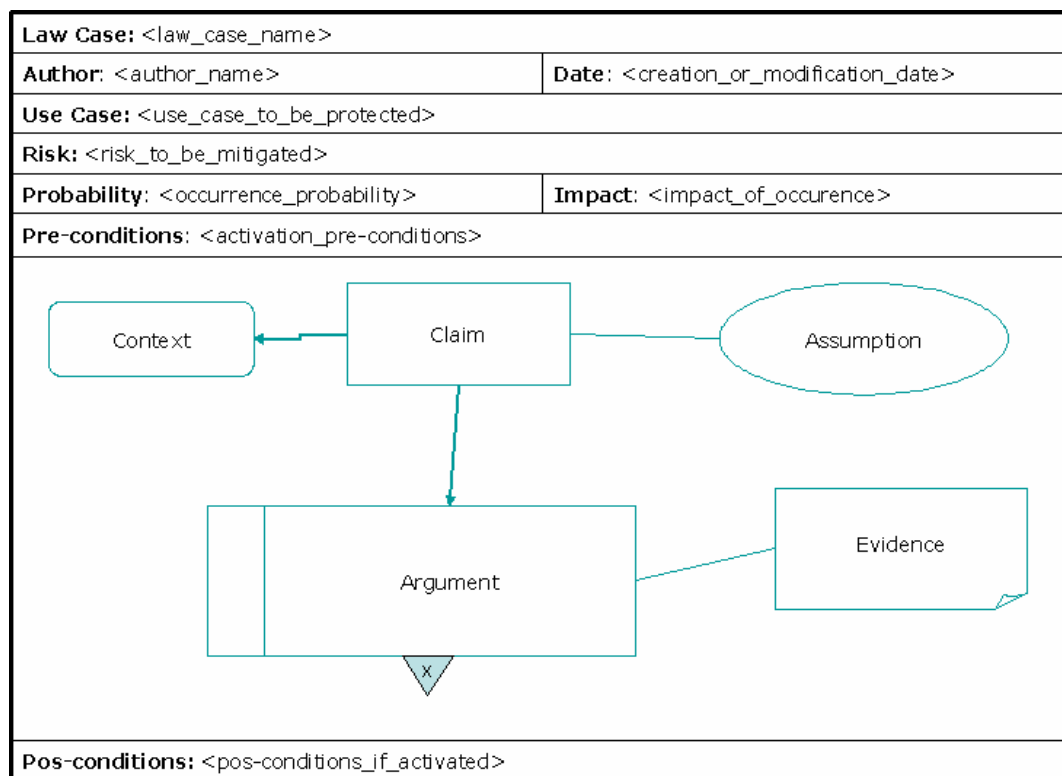 Law Case: <law_case_name>
Author: <author_name> Date: <creation_or_modification_date>
Use Case: <use_case_to_be_protected>
Risk: <risk_to_be_mitigated>
Probability: <occurrence_probability> Impact: <impact_of_occurence>
Pre-conditions: <activation_pre-conditions>
Context Claim Assumption
Evidence
Argument
X
Pos-conditions: <pos-conditions_if_activated>